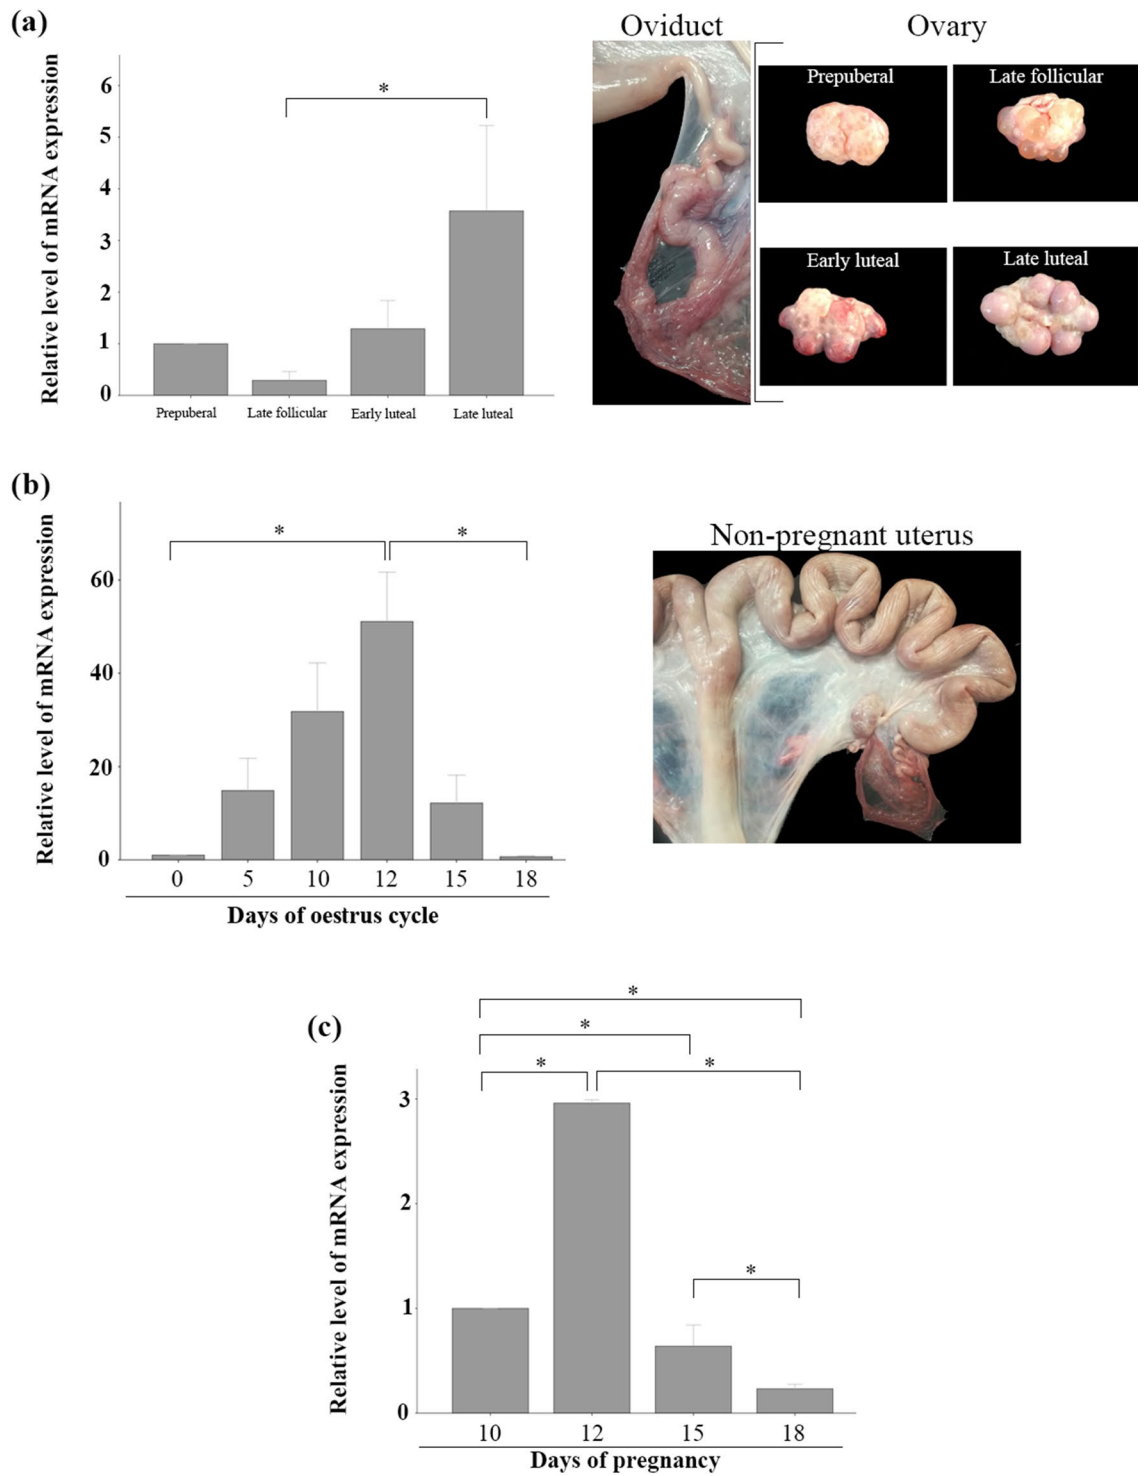 (a)
Relative level of mRNA expression
6
5
4
3
2
1
0
*
Prepuberal
Late follicular
Early luteal
Late luteal
Oviduct
Ovary
Prepuberal
Late follicular
Early luteal
Late luteal
(b)
Relative level of mRNA expression
60
40
20
0
*
*
0
5
10
12
15
18
Days of oestrus cycle
Non-pregnant uterus
(c)
Relative level of mRNA expression
*
*
*
*
*
3
2
1
0
10
12
15
18
Days of pregnancy